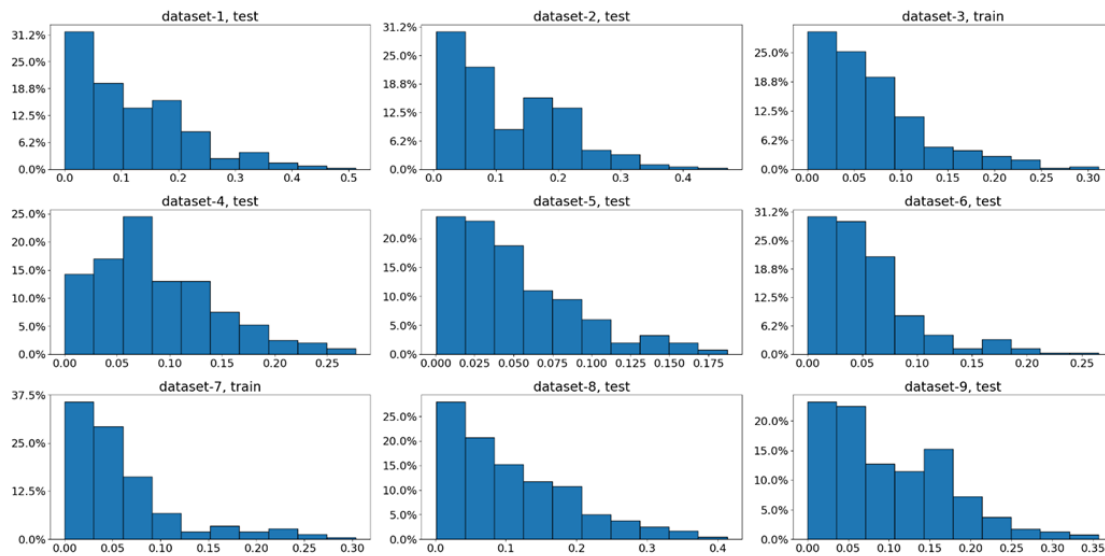 dataset-1, test
31.2%
25.0%
18.8%
12.5%
6.2%
0.0%
0.0 0.1 0.2 0.3 0.4 0.5
dataset-2, test
31.2%
25.0%
18.8%
12.5%
6.2%
0.0%
0.0 0.1 0.2 0.3 0.4
dataset-3, train
25.0%
18.8%
12.5%
6.2%
0.0%
0.00 0.05 0.10 0.15 0.20 0.25 0.30
dataset-4, test
25.0%
20.0%
15.0%
10.0%
5.0%
0.0%
0.00 0.05 0.10 0.15 0.20 0.25
dataset-5, test
20.0%
15.0%
10.0%
5.0%
0.0%
0.000 0.025 0.050 0.075 0.100 0.125 0.150 0.175
dataset-6, test
31.2%
25.0%
18.8%
12.5%
6.2%
0.0%
0.00 0.05 0.10 0.15 0.20 0.25
dataset-7, train
37.5%
25.0%
12.5%
0.0%
0.00 0.05 0.10 0.15 0.20 0.25 0.30
dataset-8, test
25.0%
20.0%
15.0%
10.0%
5.0%
0.0%
0.0 0.1 0.2 0.3 0.4
dataset-9, test
20.0%
15.0%
10.0%
5.0%
0.0%
0.00 0.05 0.10 0.15 0.20 0.25 0.30 0.35